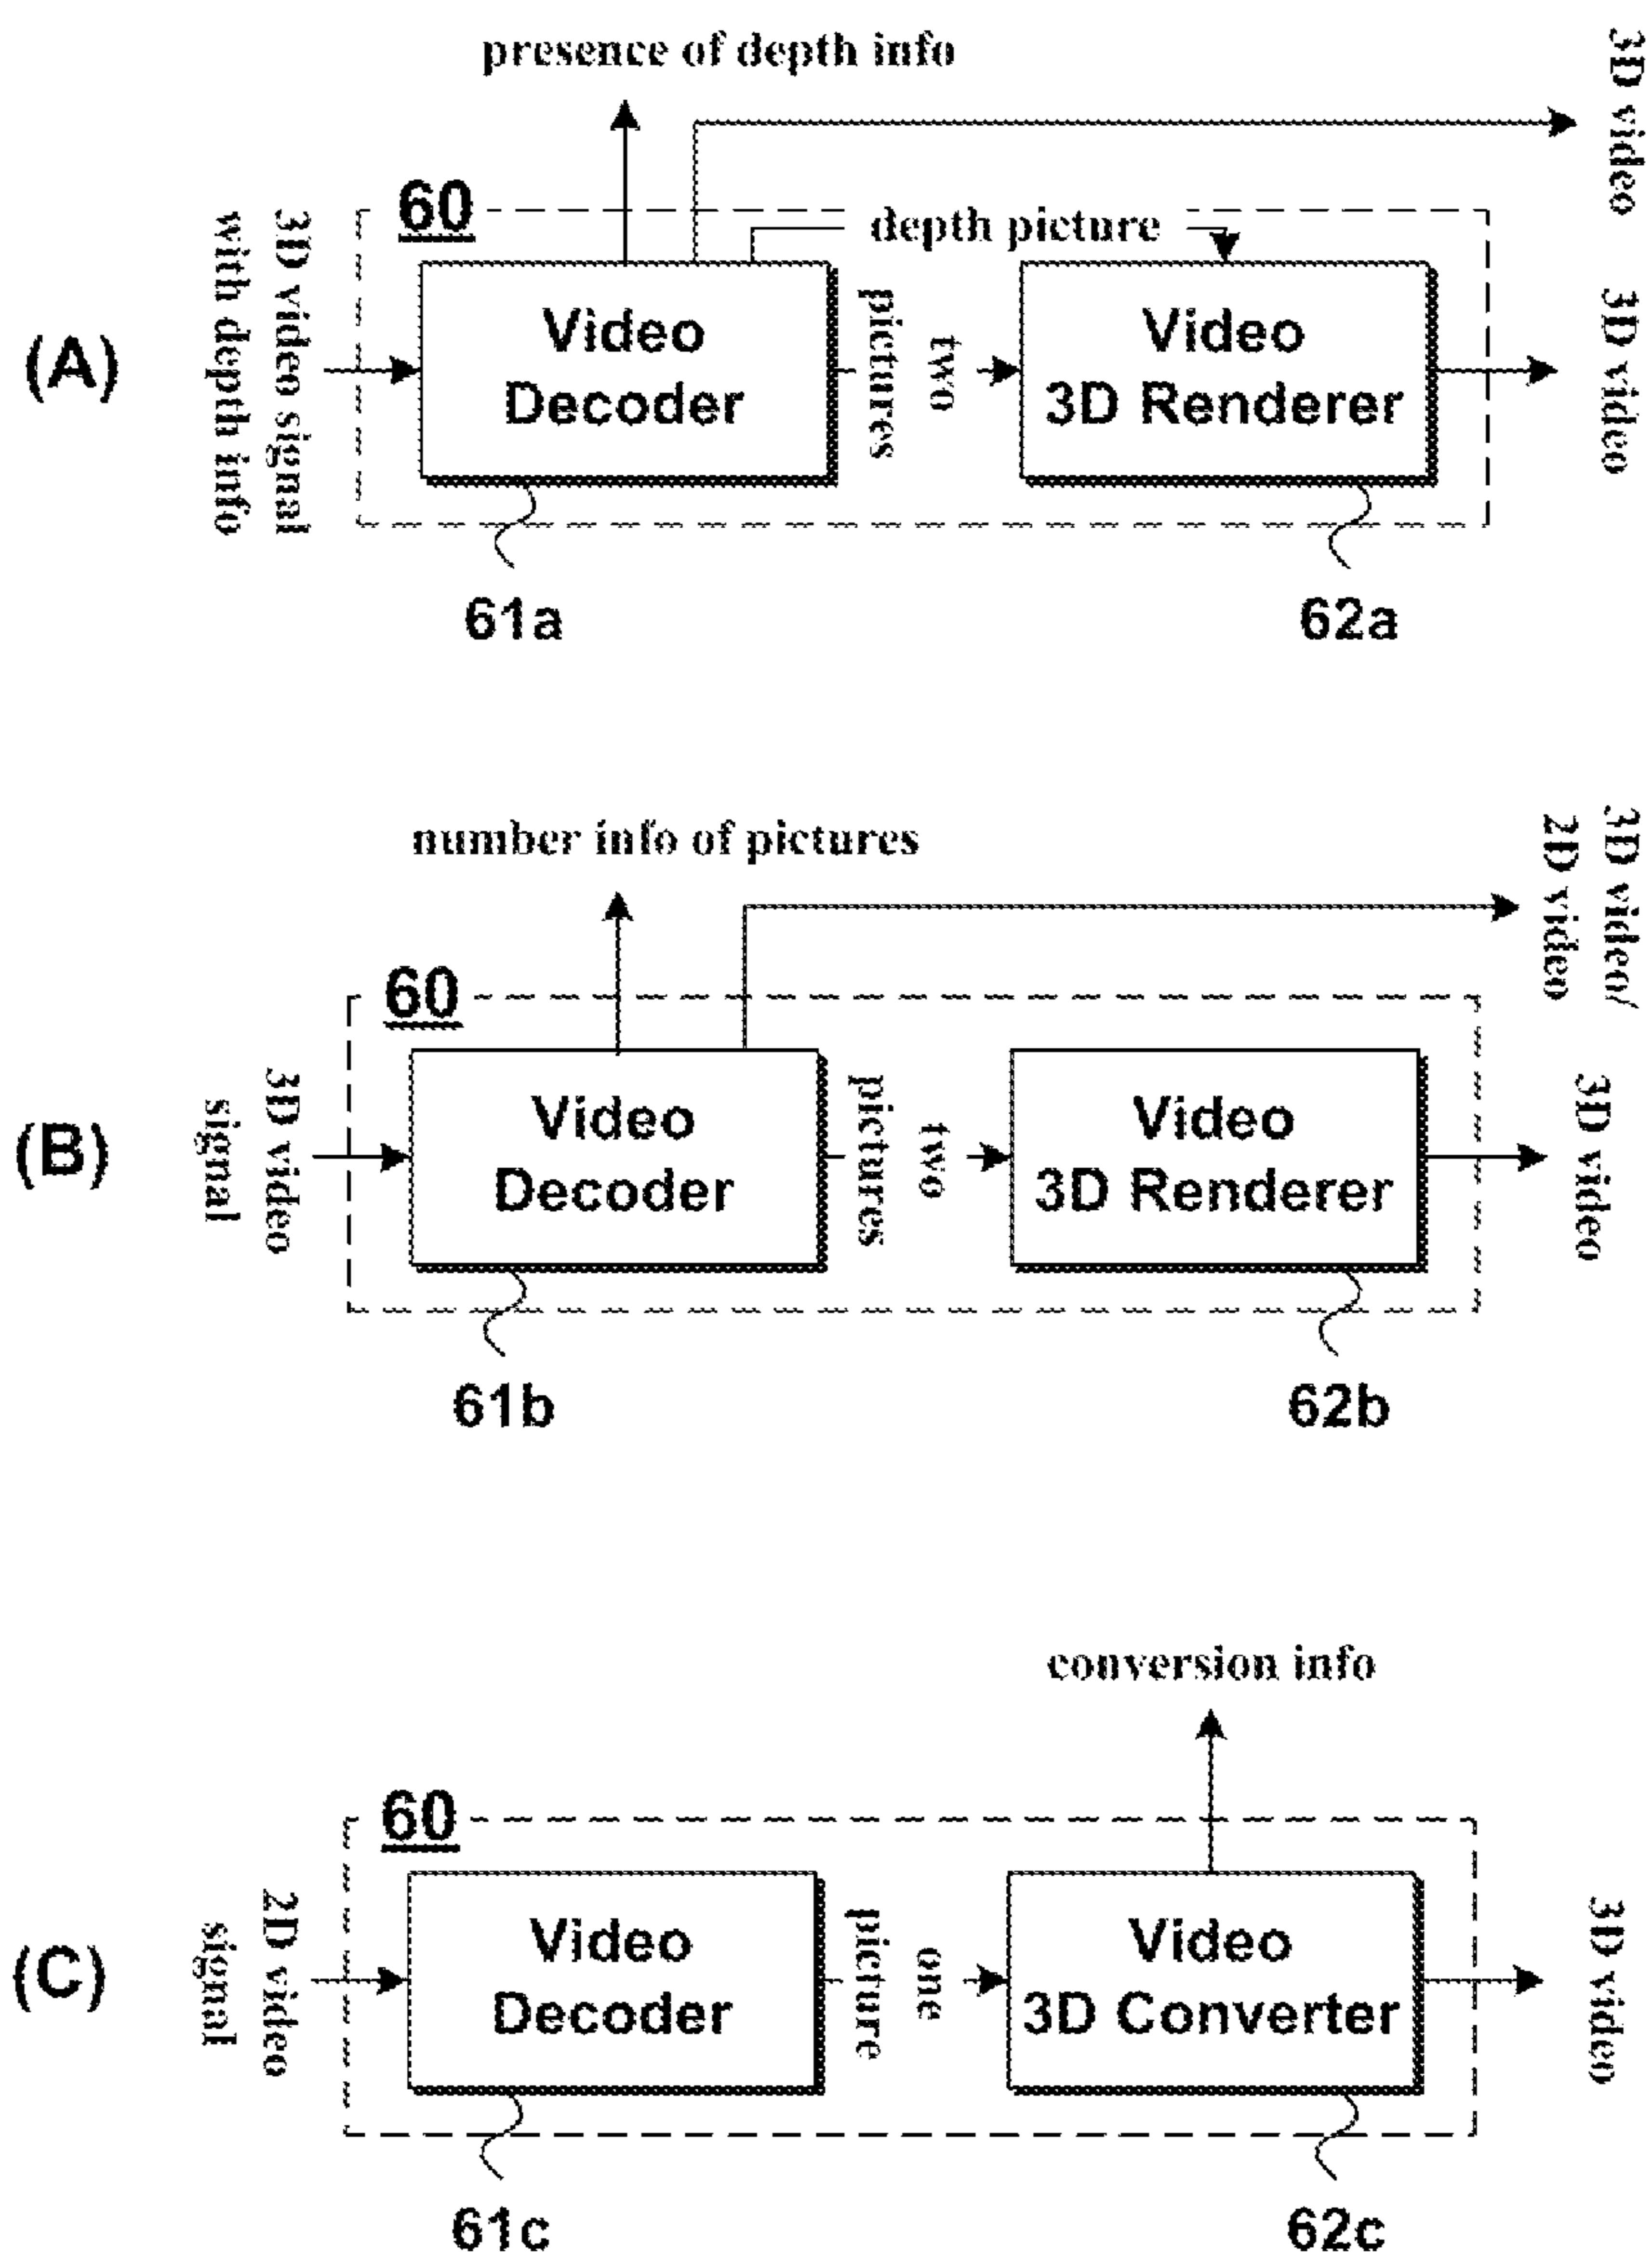 presence of depth info
3D video
60
depth picture
3D video signal
with depth info
(A)
Video
Decoder
two
pictures
Video
3D Renderer
3D video
61a
62a
number info of pictures
3D video/
2D video
60
3D video
signal
(B)
Video
Decoder
two
pictures
Video
3D Renderer
3D video
61b
62b
conversion info
60
2D video
signal
(C)
Video
Decoder
one
picture
Video
3D Converter
3D video
61c
62c